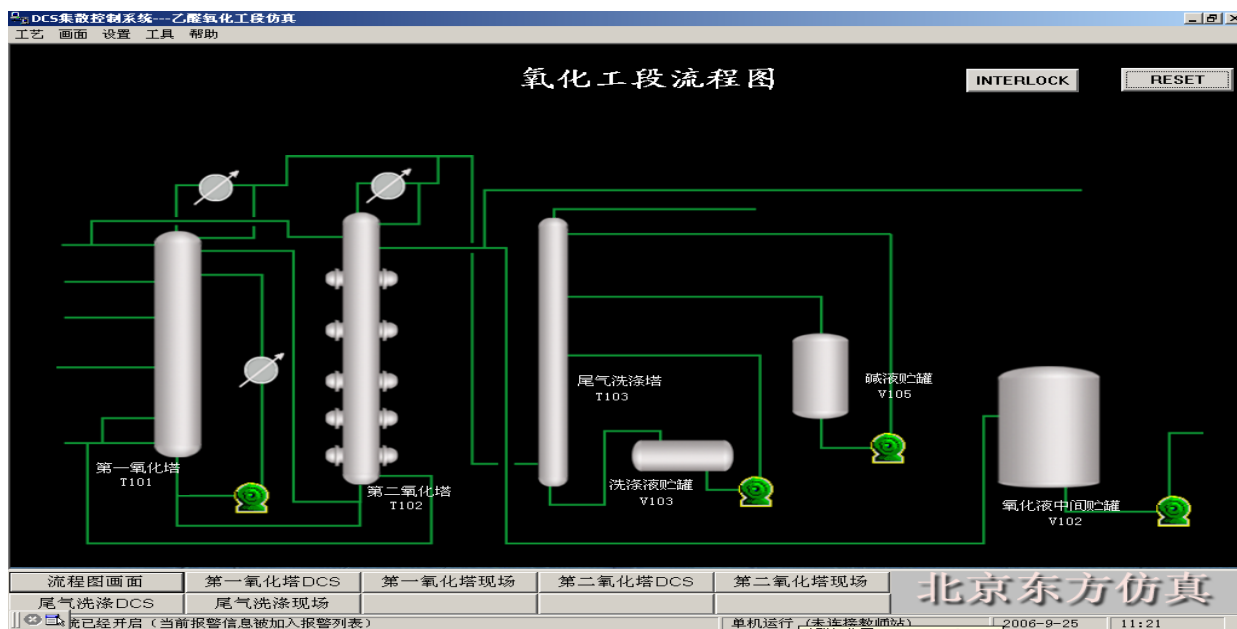 DCS集散控制系统---乙醛氧化工段仿真
工艺 画面 设置 工具 帮助
氧化工段流程图
INTERLOCK
RESET
尾气洗涤塔
T103
碱液贮罐
V105
第一氧化塔
T101
第二氧化塔
T102
洗涤液贮罐
V103
氧化液中间贮罐
V102
流程图画面 第一氧化塔DCS 第一氧化塔现场 第二氧化塔DCS 第二氧化塔现场
尾气洗涤DCS 尾气洗涤现场
北京东方仿真
统已经开启(当前报警信息被加入报警列表) 单机运行 (未连接教师站) 2006-9-25 11:21